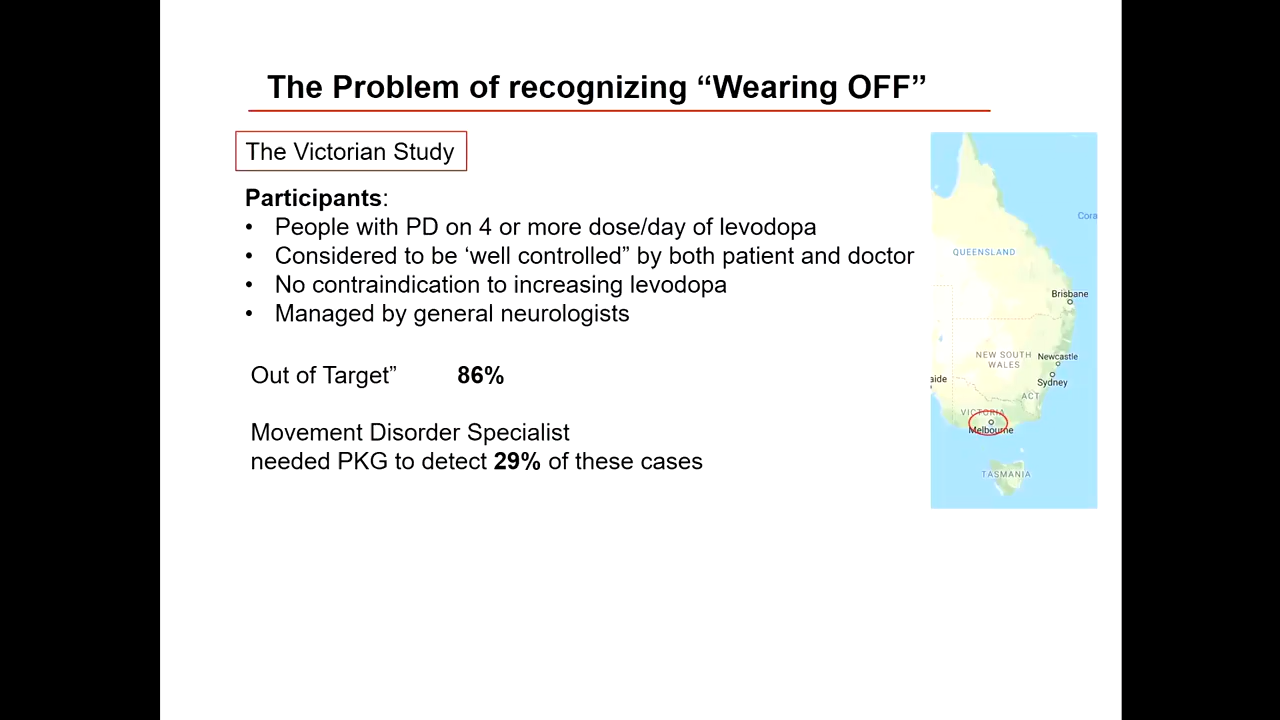 The Problem of recognizing “Wearing OFF”
The Victorian Study
Participants:
• People with PD on 4 or more dose/day of levodopa
• Considered to be ‘well controlled” by both patient and doctor
• No contraindication to increasing levodopa
• Managed by general neurologists
Out of Target” 86%
Movement Disorder Specialist
needed PKG to detect 29% of these cases
Cora
QUEENSLAND
Brisbane
NEW SOUTH
WALES
Newcastle
aide
Sydney
ACT
VICTORIA
Melbourne
TASMANIA